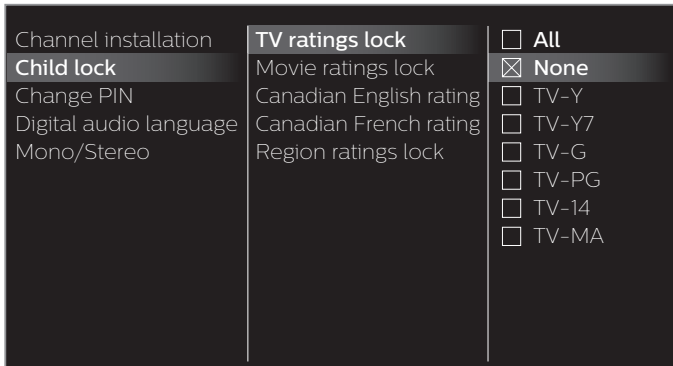 Channel installation
Child lock
Change PIN
Digital audio language
Mono/Stereo
TV ratings lock
Movie ratings lock
Canadian English rating
Canadian French rating
Region ratings lock
All
None
TV-Y
TV-Y7
TV-G
TV-PG
TV-14
TV-MA